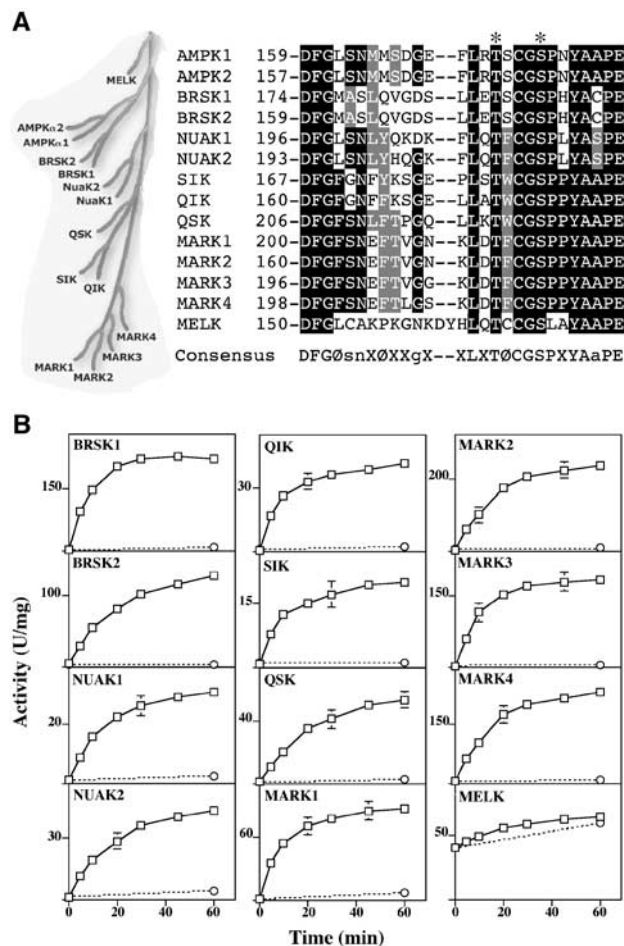 A
* *
AMPK1 159-DFGLSNMMSDGE--FLRTSCGSPNYAAPE
AMPK2 157-DFGLSNMMSDGE--FLRTSCGSPNYAAPE
BRSK1 174-DFGMASLQVGDS--LLETSCGSPHYACPE
BRSK2 159-DFGMASLQVGDS--LLETSCGSPHYACPE
NUAK1 196-DFGLSNLYQKDK--FLQTSCGSPLYASPE
NUAK2 193-DFGLSNLYHQGK--FLQTFCGSPLYASPE
SIK 167-DFGFGNFYKSGE--PLSTWCGSPPYAAPE
QIK 160-DFGFGNFFKSGE--LLATWCGSPPYAAPE
QSK 206-DFGFSNLFTPGQ--LLKTWCGSPPYAAPE
MARK1 200-DFGFSNEFTVGN--KLDTFCGSPPYAAPE
MARK2 160-DFGFSNEFTVGN--KLDTFCGSPPYAAPE
MARK3 196-DFGFSNEFTVGG--KLDTFCGSPPYAAPE
MARK4 198-DFGFSNEFTLGS--KLDTFCGSPPYAAPE
MELK 150-DFGLCAKPKGNKDYHLQTCCGSLAYAAPE
Consensus DFGØsnXØXXgX--XLXTØCGSPXYAaPE
MELK
AMPKα2
AMPKα1
BRSK2
BRSK1
NuaK2
NuaK1
QSK
SIK
QIK
MARK4
MARK3
MARK1
MARK2
B
Activity (U/mg)
BRSK1
150
QIK
30
MARK2
200
BRSK2
100
SIK
15
MARK3
150
NUAK1
20
QSK
40
MARK4
150
NUAK2
30
MARK1
60
MELK
50
0 20 40 60
0 20 40 60
0 20 40 60
Time (min)